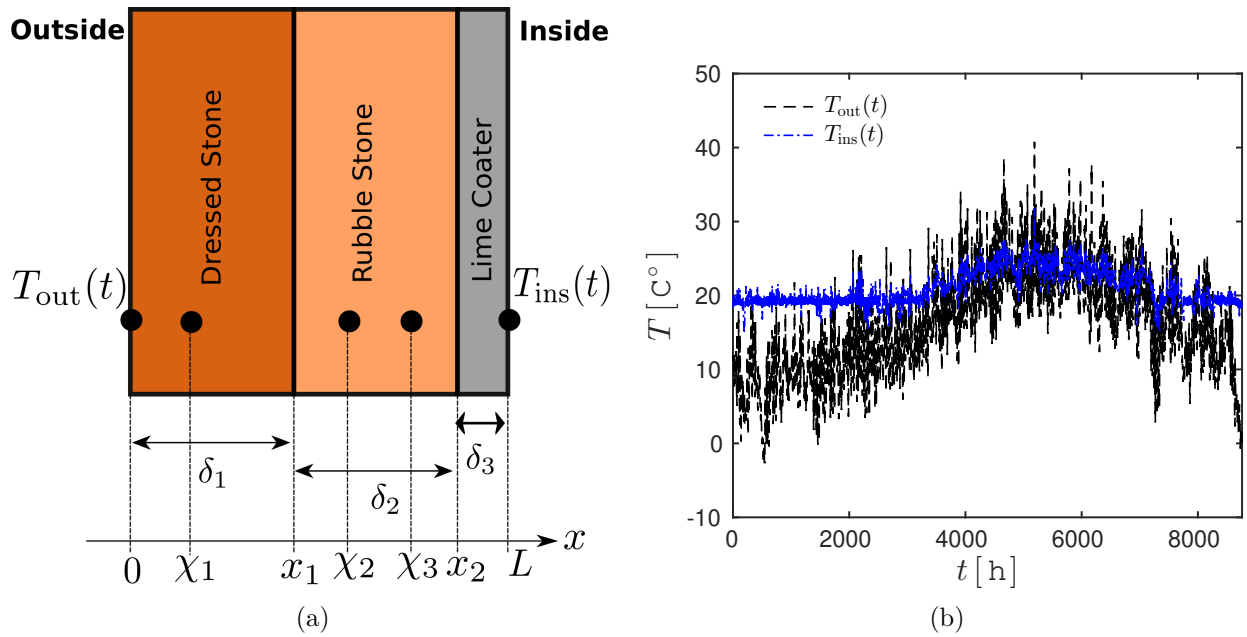 Outside
Inside
Dressed Stone
Rubble Stone
Lime Coater
T_out(t)
T_ins(t)
δ₁
δ₂
δ₃
0 χ₁ x₁ χ₂ χ₃ x₂ L x
(a)
50
40
30
20
10
0
-10
T [ C° ]
T_out(t)
T_ins(t)
0 2000 4000 6000 8000
t [ h ]
(b)